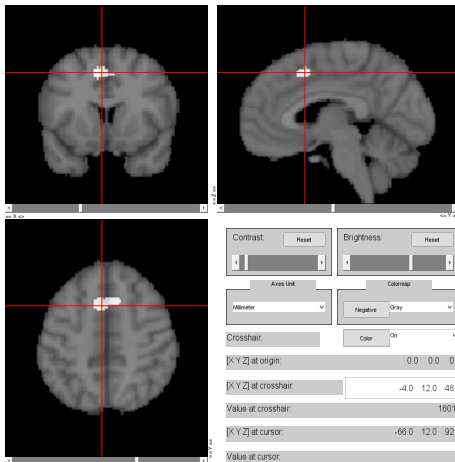 <= X =>
<= Z =>
<= Y =
<= Y =>
Contrast: Reset
Brightness: Reset
Axes Unit
Colormap
Millimeter
Negative Gray
Crosshair: Color On
[X Y Z] at origin: 0.0 0.0 0
[X Y Z] at crosshair: -4.0 12.0 48
Value at crosshair: 1601
[X Y Z] at cursor: -66.0 12.0 92
Value at cursor: